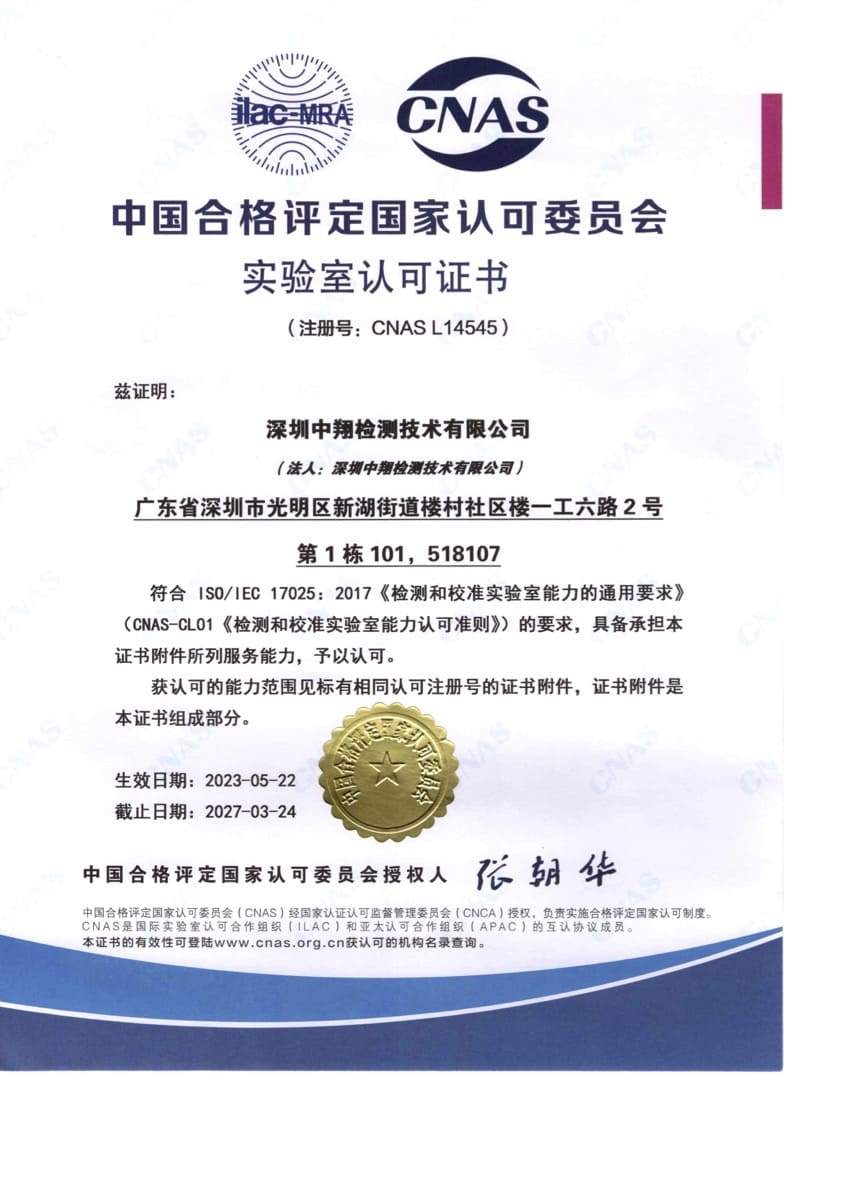 ilac-MRA
CNAS
中国合格评定国家认可委员会
实验室认可证书
（注册号：CNAS L14545）
兹证明：
深圳中翔检测技术有限公司
（法人：深圳中翔检测技术有限公司）
广东省深圳市光明区新湖街道楼村社区楼一工六路 2 号
第 1 栋 101，518107
符合 ISO/IEC 17025：2017《检测和校准实验室能力的通用要求》
（CNAS-CL01《检测和校准实验室能力认可准则》）的要求，具备承担本
证书附件所列服务能力，予以认可。
获认可的能力范围见标有相同认可注册号的证书附件，证书附件是
本证书组成部分。
中国合格评定国家认可委员会
生效日期：2023-05-22
截止日期：2027-03-24
中国合格评定国家认可委员会授权人 张朝华
中国合格评定国家认可委员会（CNAS）经国家认证认可监督管理委员会（CNCA）授权，负责实施合格评定国家认可制度。
CNAS是国际实验室认可合作组织（ILAC）和亚太认可合作组织（APAC）的互认协议成员。
本证书的有效性可登陆www.cnas.org.cn获认可的机构名录查询。